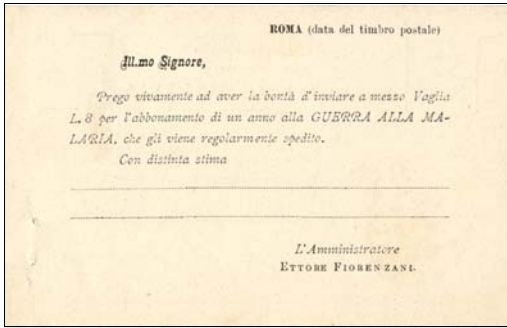 ROMA (data del timbro postale)
Ill.mo Signore,
Prego vivamente ad aver la bontà d'inviare a mezzo Vaglia
L. 8 per l'abbonamento di un anno alla GUERRA ALLA MA-
LARIA, che gli viene regolarmente spedito.
Con distinta stima
L'Amministratore
ETTORE FIORENZANI.